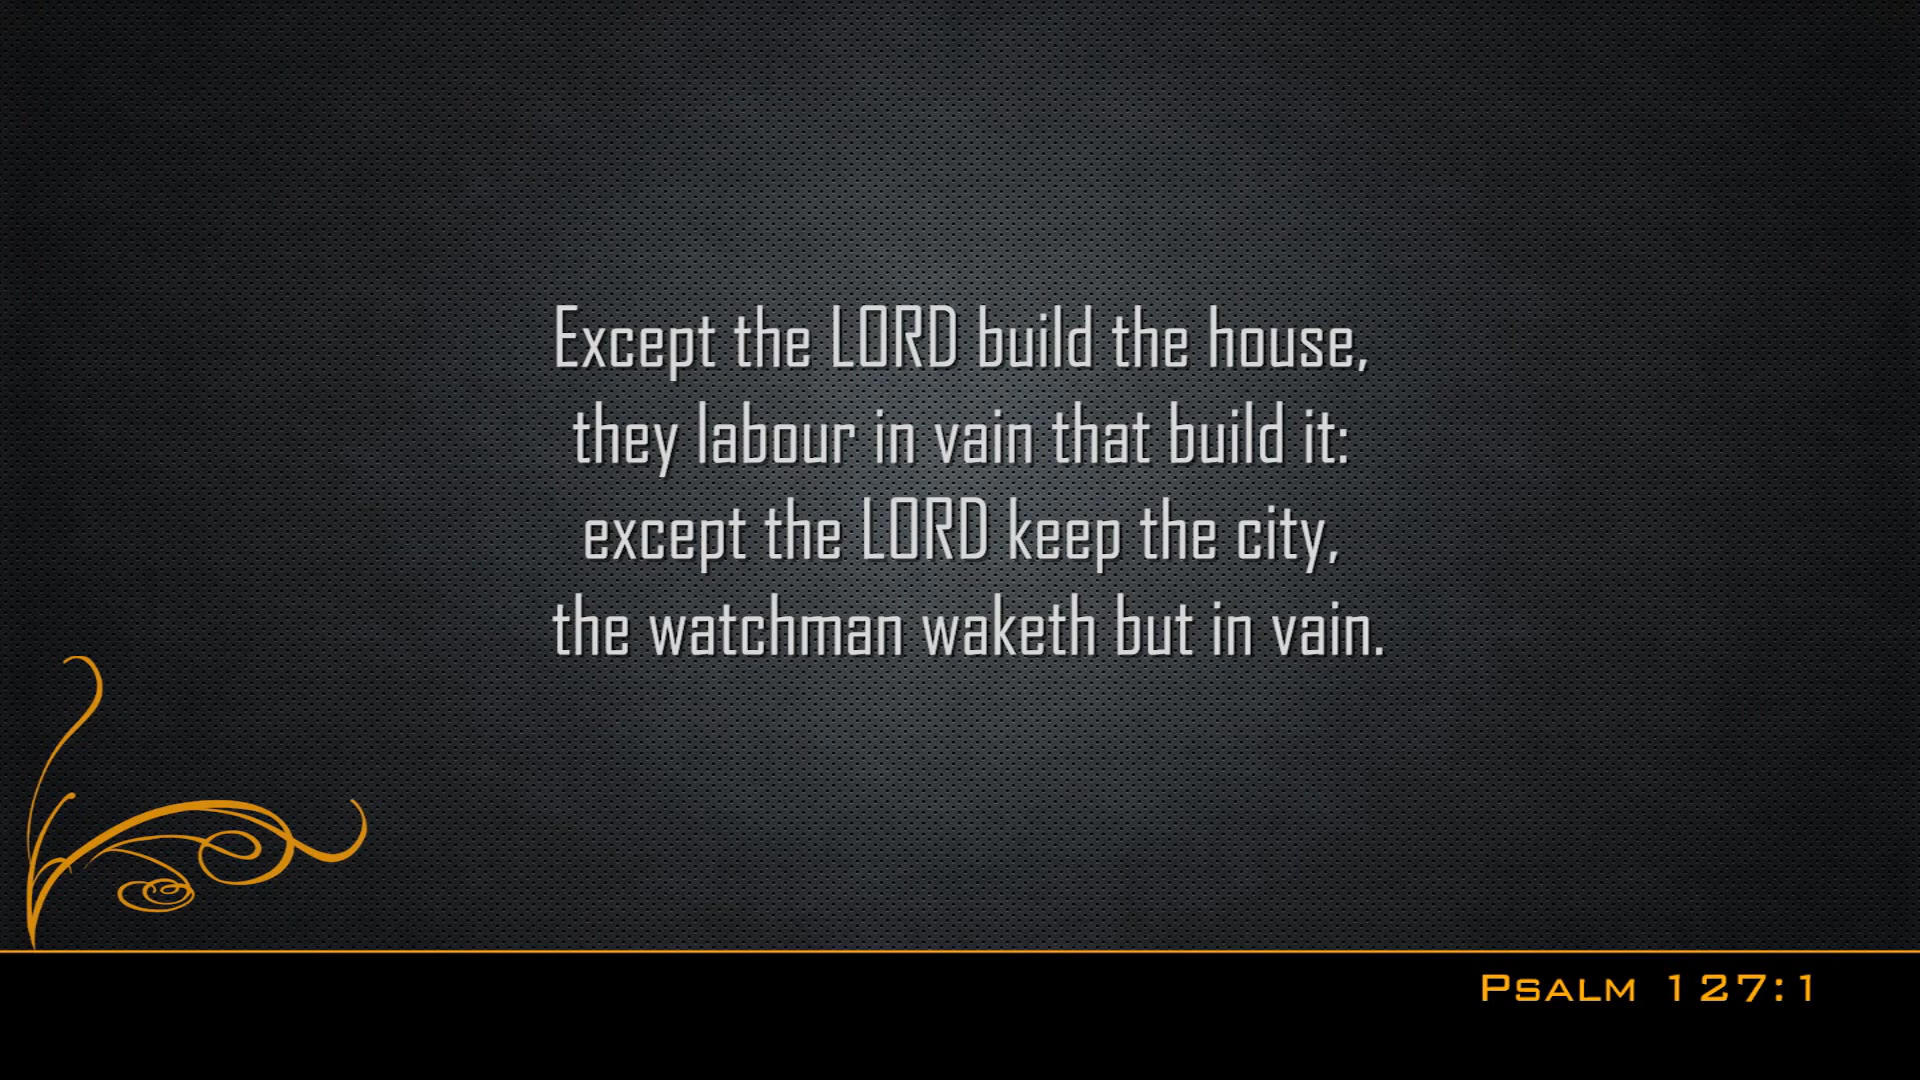 Except the LORD build the house,
they labour in vain that build it:
except the LORD keep the city,
the watchman waketh but in vain.
Psalm 127:1